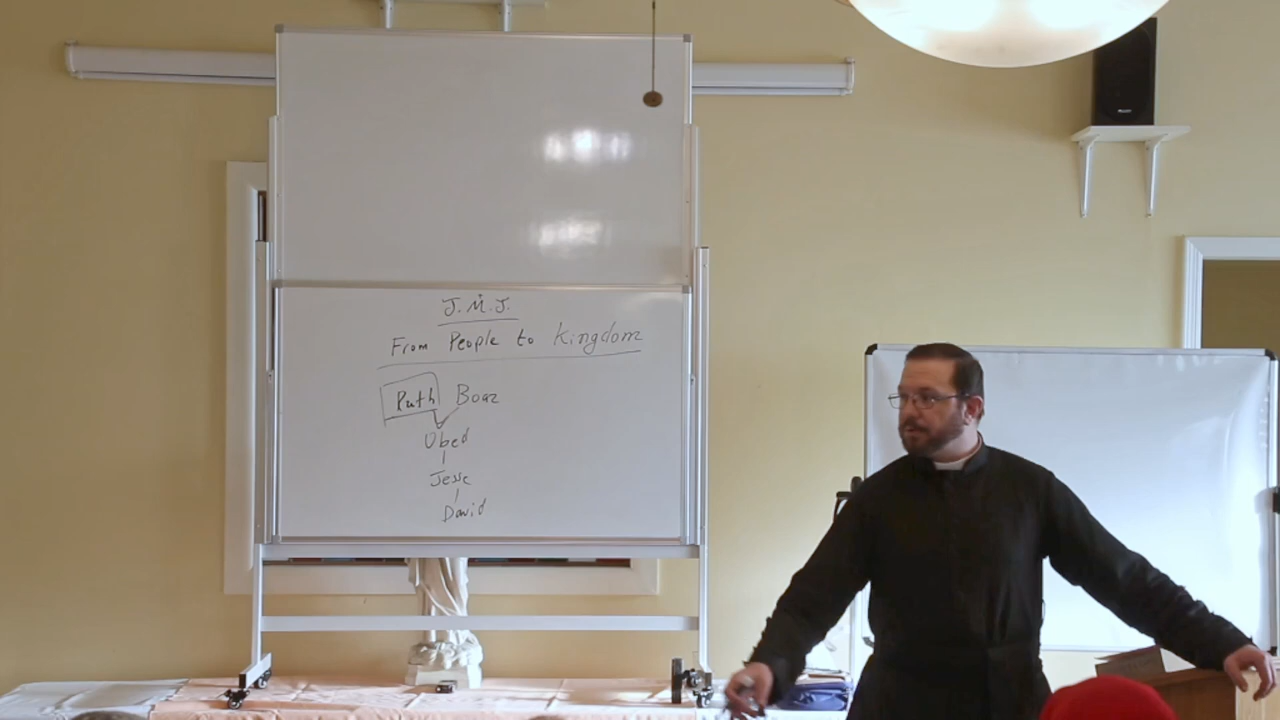 J.M.J.
From People to Kingdom
Ruth Boaz
Obed
Jesse
David